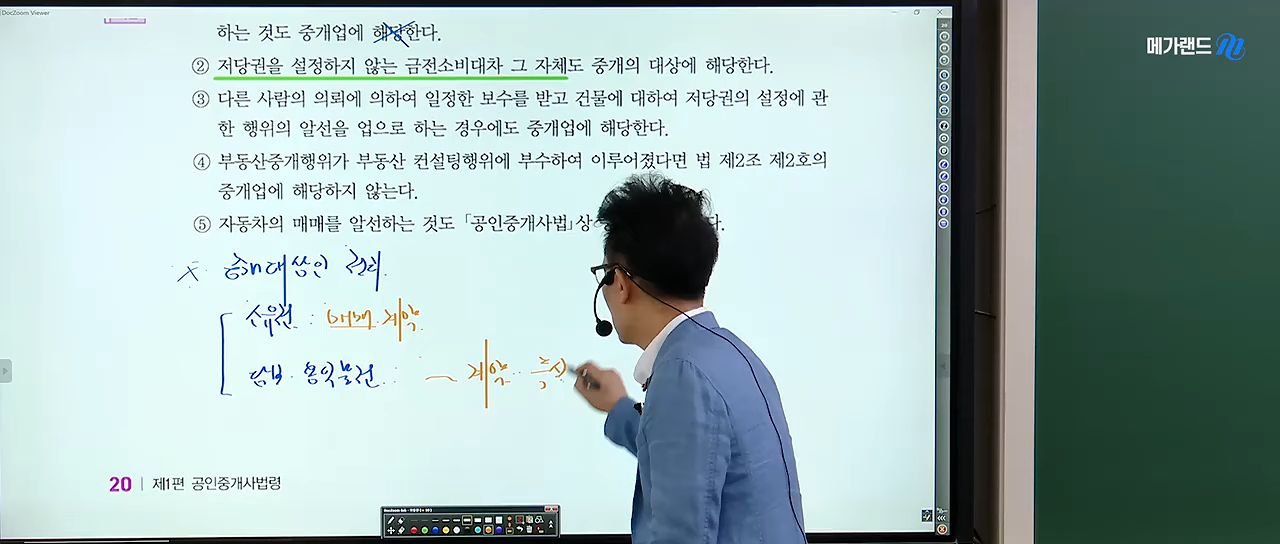 DocZoom Viewer
메가랜드
하는 것도 중개업에 해당한다.
② 저당권을 설정하지 않는 금전소비대차 그 자체도 중개의 대상에 해당한다.
③ 다른 사람의 의뢰에 의하여 일정한 보수를 받고 건물에 대하여 저당권의 설정에 관
한 행위의 알선을 업으로 하는 경우에도 중개업에 해당한다.
④ 부동산중개행위가 부동산 컨설팅행위에 부수하여 이루어졌다면 법 제2조 제2호의
중개업에 해당하지 않는다.
⑤ 자동차의 매매를 알선하는 것도 「공인중개사법」상
다.
중개대상인 권리
소유권 : 매매 계약
담보 · 용익물권 : 계약
20 제1편 공인중개사법령